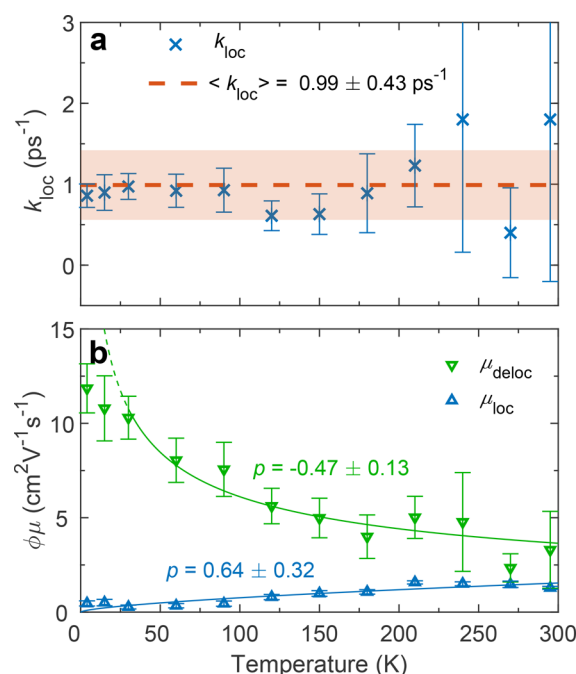 a
k_loc
< k_loc > = 0.99 ± 0.43 ps⁻¹
3
2
1
0
k_loc (ps⁻¹)
b
μ_deloc
μ_loc
p = -0.47 ± 0.13
p = 0.64 ± 0.32
15
10
5
0
ϕμ (cm²V⁻¹s⁻¹)
0 50 100 150 200 250 300
Temperature (K)